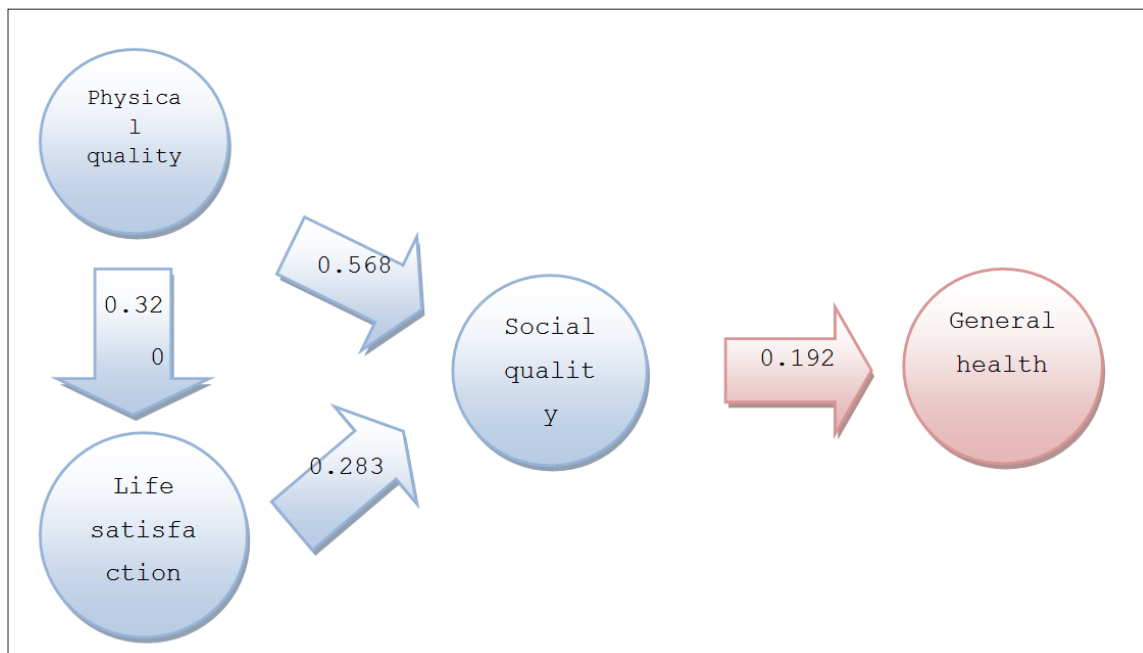 Physica
l
quality
0.32
0
0.568
Life
satisfa
ction
0.283
Social
qualit
y
0.192
General
health